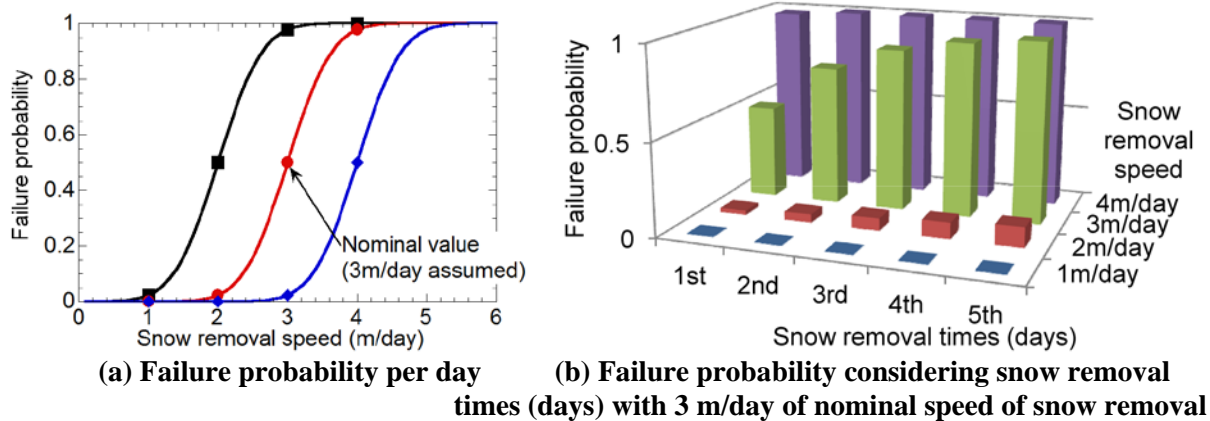 1
0.8
0.6
0.4
0.2
0
Failure probability
Nominal value
(3m/day assumed)
0 1 2 3 4 5 6
Snow removal speed (m/day)
(a) Failure probability per day
1
0.5
0
Failure probability
Snow
removal
speed
4m/day
3m/day
2m/day
1m/day
1st 2nd 3rd 4th 5th
Snow removal times (days)
(b) Failure probability considering snow removal
times (days) with 3 m/day of nominal speed of snow removal